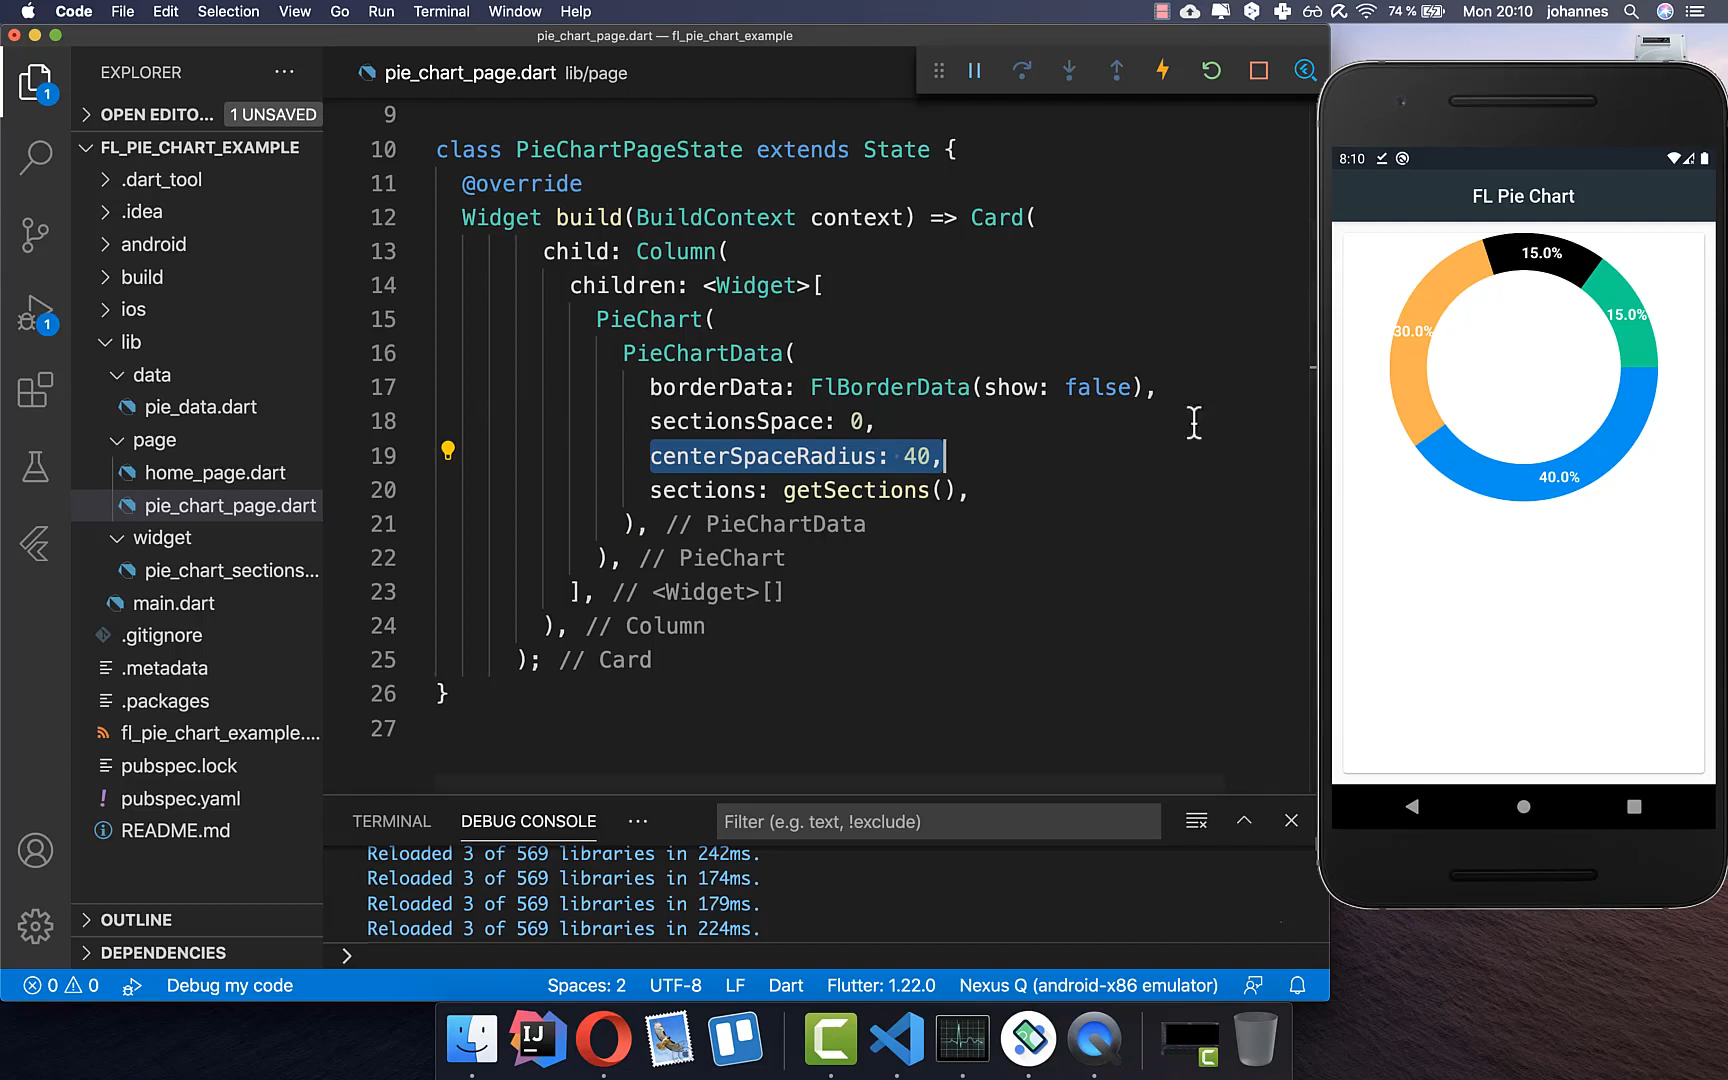 Code File Edit Selection View Go Run Terminal Window Help 74 % Mon 20:10 johannes
pie_chart_page.dart — fl_pie_chart_example
EXPLORER
OPEN EDITO... 1 UNSAVED
FL_PIE_CHART_EXAMPLE
.dart_tool
.idea
android
build
ios
lib
data
pie_data.dart
page
home_page.dart
pie_chart_page.dart
widget
pie_chart_sections...
main.dart
.gitignore
.metadata
.packages
fl_pie_chart_example....
pubspec.lock
pubspec.yaml
README.md
OUTLINE
DEPENDENCIES
1
1
pie_chart_page.dart lib/page
9
10 class PieChartPageState extends State {
11 @override
12 Widget build(BuildContext context) => Card(
13 child: Column(
14 children: <Widget>[
15 PieChart(
16 PieChartData(
17 borderData: FlBorderData(show: false),
18 sectionsSpace: 0,
19 centerSpaceRadius: 40,
20 sections: getSections(),
21 ), // PieChartData
22 ), // PieChart
23 ], // <Widget>[]
24 ), // Column
25 ); // Card
26 }
27
TERMINAL DEBUG CONSOLE Filter (e.g. text, !exclude)
Reloaded 3 of 569 libraries in 242ms.
Reloaded 3 of 569 libraries in 174ms.
Reloaded 3 of 569 libraries in 179ms.
Reloaded 3 of 569 libraries in 224ms.
0 0 Debug my code Spaces: 2 UTF-8 LF Dart Flutter: 1.22.0 Nexus Q (android-x86 emulator)
8:10
FL Pie Chart
15.0%
15.0%
30.0%
40.0%
IJ